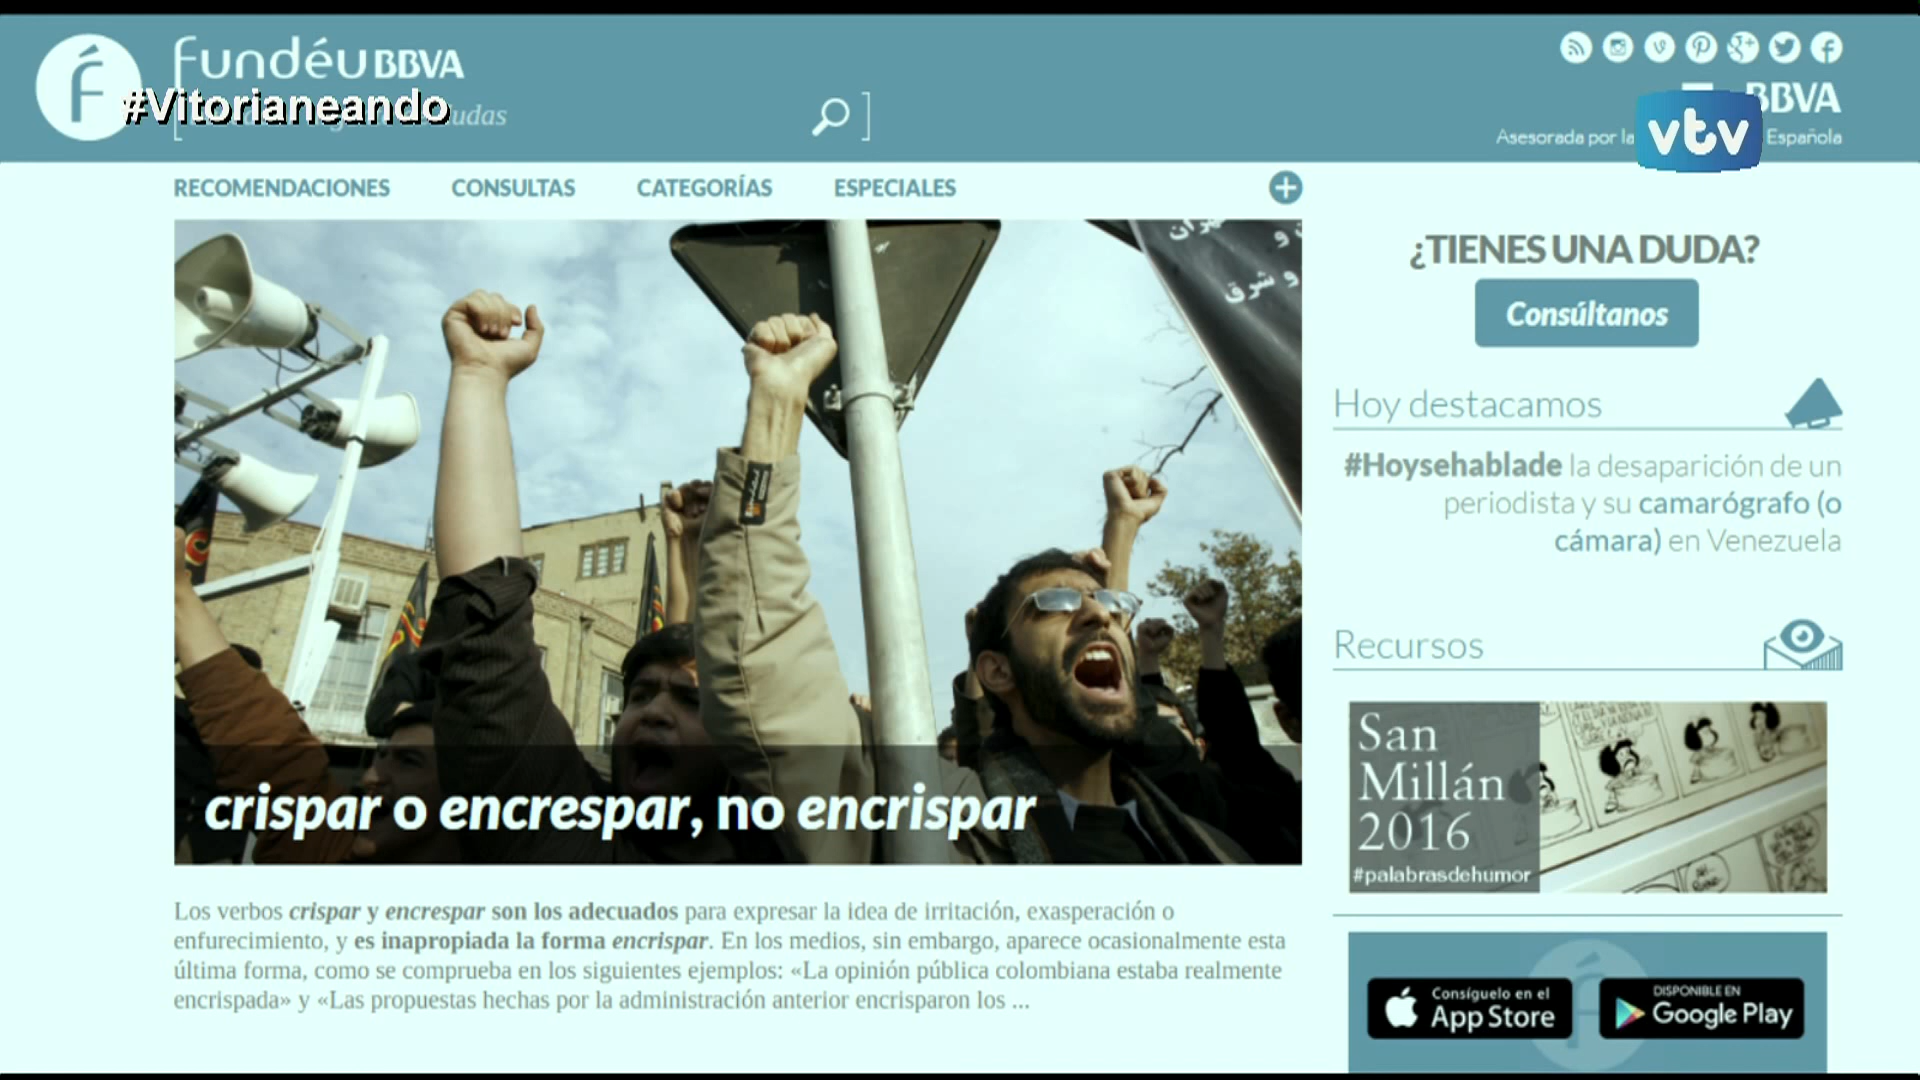 fundéu BBVA
#Vitorianeando
udas
BBVA
Asesorada por la
Española
vtv
RECOMENDACIONES
CONSULTAS
CATEGORÍAS
ESPECIALES
و شرق
¿TIENES UNA DUDA?
Consúltanos
Hoy destacamos
#Hoysehablade la desaparición de un
periodista y su camarógrafo (o
cámara) en Venezuela
Recursos
San
Millán
2016
#palabrasdehumor
crispar o encrespar, no encrispar
Los verbos crispar y encrespar son los adecuados para expresar la idea de irritación, exasperación o
enfurecimiento, y es inapropiada la forma encrispar. En los medios, sin embargo, aparece ocasionalmente esta
última forma, como se comprueba en los siguientes ejemplos: «La opinión pública colombiana estaba realmente
encrispada» y «Las propuestas hechas por la administración anterior encrisparon los ...
Consíguelo en el
App Store
DISPONIBLE EN
Google Play